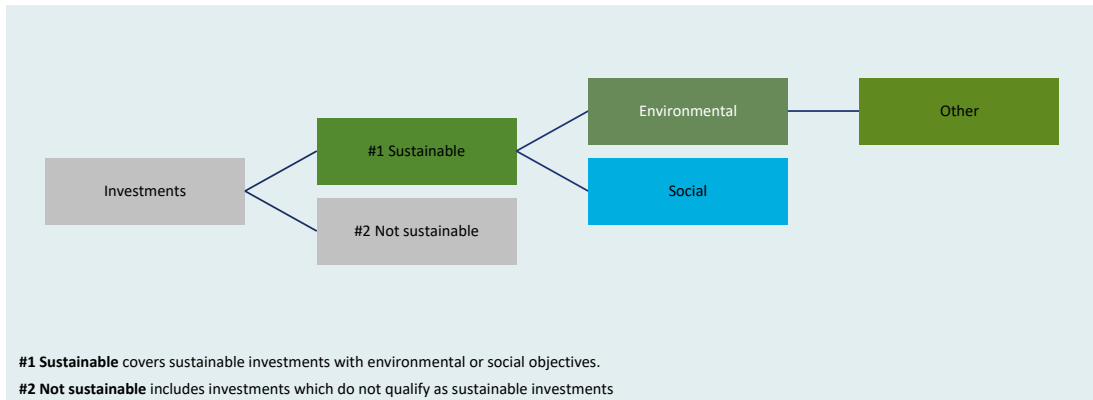 Environmental
Other
#1 Sustainable
Investments
Social
#2 Not sustainable
#1 Sustainable covers sustainable investments with environmental or social objectives.
#2 Not sustainable includes investments which do not qualify as sustainable investments